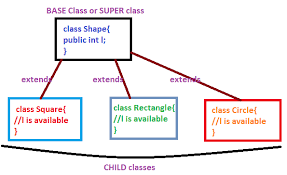 BASE Class or SUPER class
class Shape{
public int l;
}
extends
extends
extends
class Square{
//l is available
}
class Rectangle{
//l is available
}
class Circle{
//l is available
}
CHILD classes